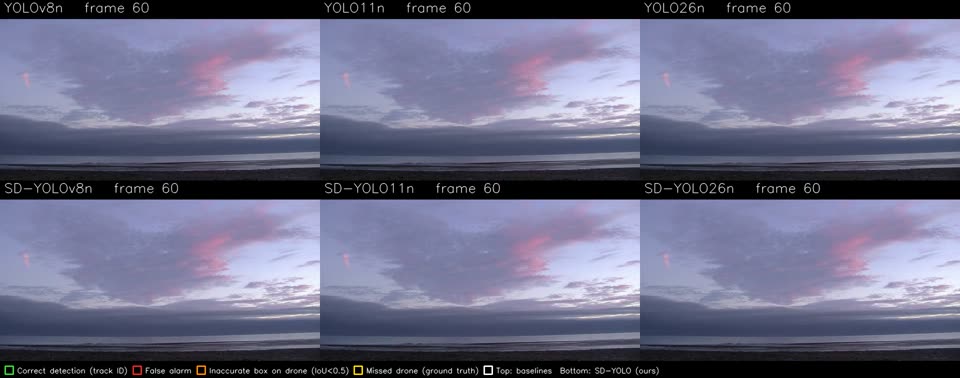 YOLOv8n frame 60
YOLO11n frame 60
YOLO26n frame 60
SD-YOLOv8n frame 60
SD-YOLO11n frame 60
SD-YOLO26n frame 60
Correct detection (track ID) False alarm Inaccurate box on drone (IoU<0.5) Missed drone (ground truth) Top: baselines Bottom: SD-YOLO (ours)